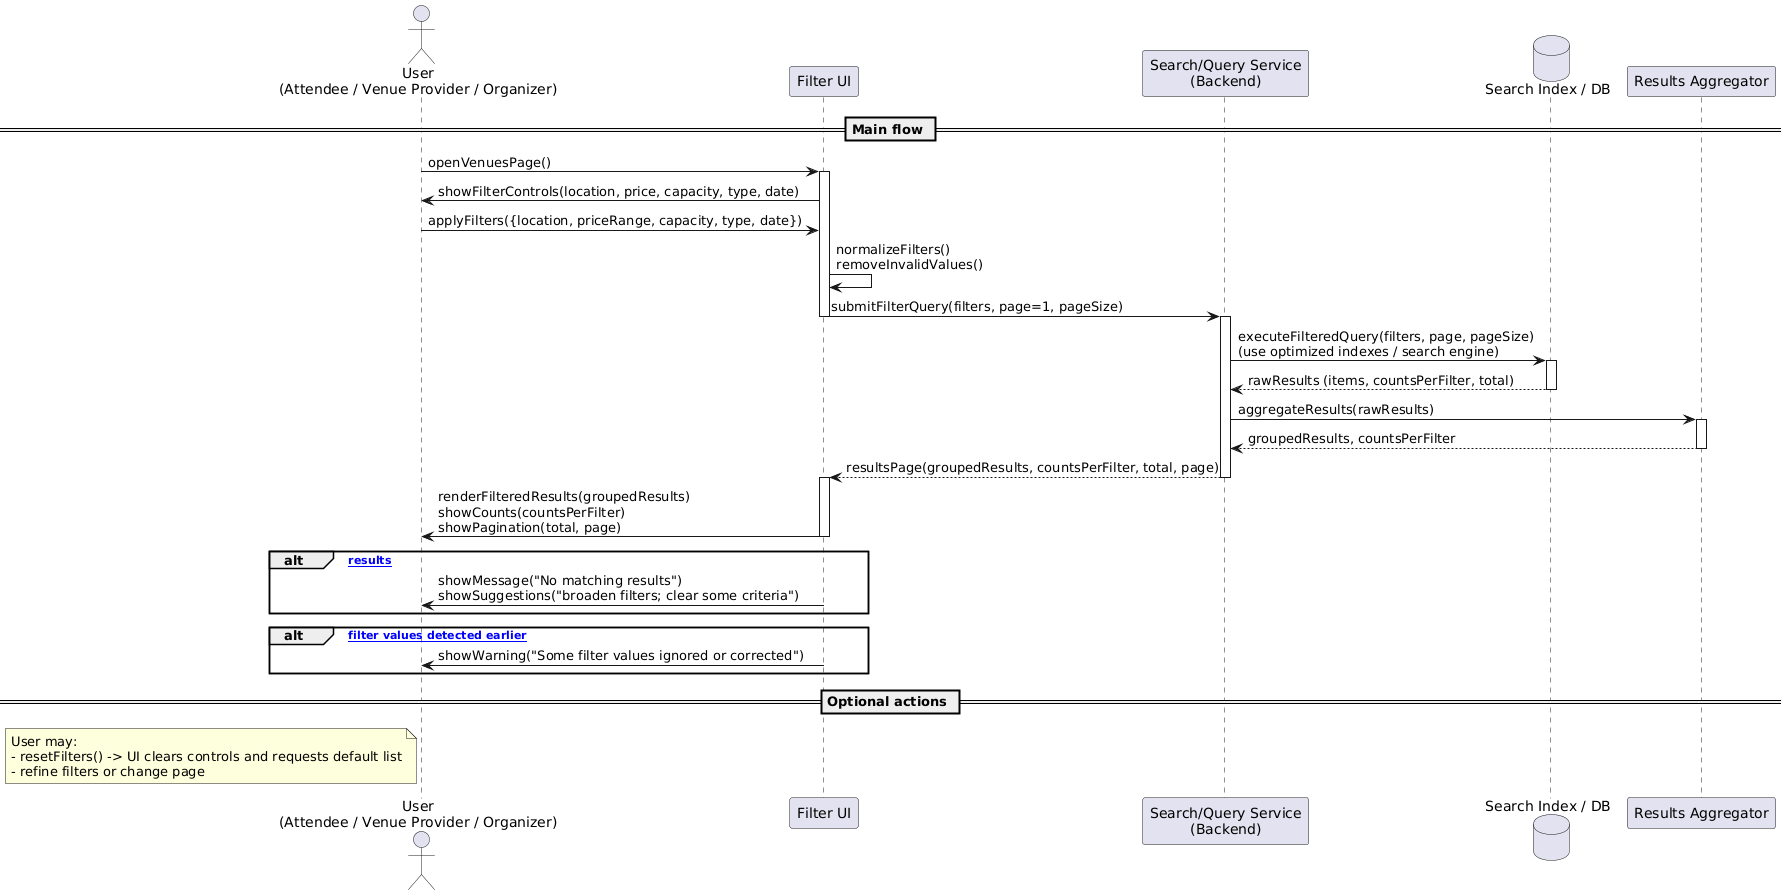 User
(Attendee / Venue Provider / Organizer)
Filter UI
Search/Query Service
(Backend)
Search Index / DB
Results Aggregator
Main flow
openVenuesPage()
showFilterControls(location, price, capacity, type, date)
applyFilters({location, priceRange, capacity, type, date})
normalizeFilters()
removeInvalidValues()
submitFilterQuery(filters, page=1, pageSize)
executeFilteredQuery(filters, page, pageSize)
(use optimized indexes / search engine)
rawResults (items, countsPerFilter, total)
aggregateResults(rawResults)
groupedResults, countsPerFilter
resultsPage(groupedResults, countsPerFilter, total, page)
renderFilteredResults(groupedResults)
showCounts(countsPerFilter)
showPagination(total, page)
alt results
showMessage("No matching results")
showSuggestions("broaden filters; clear some criteria")
alt filter values detected earlier
showWarning("Some filter values ignored or corrected")
Optional actions
User may:
- resetFilters() -> UI clears controls and requests default list
- refine filters or change page
User
(Attendee / Venue Provider / Organizer)
Filter UI
Search/Query Service
(Backend)
Search Index / DB
Results Aggregator